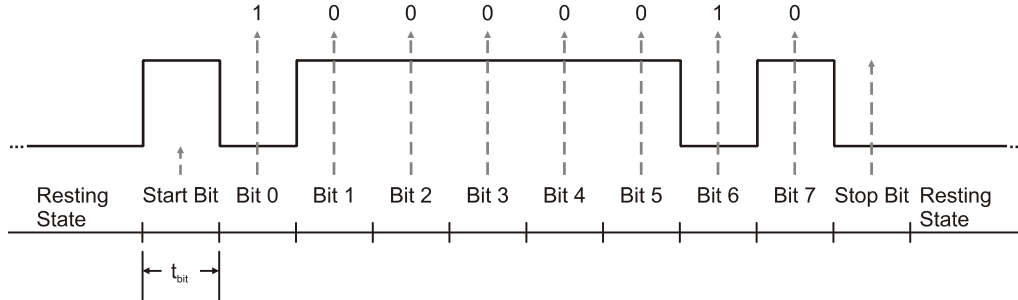 1 0 0 0 0 0 1 0
... ...
Resting State Start Bit Bit 0 Bit 1 Bit 2 Bit 3 Bit 4 Bit 5 Bit 6 Bit 7 Stop Bit Resting State
tbit